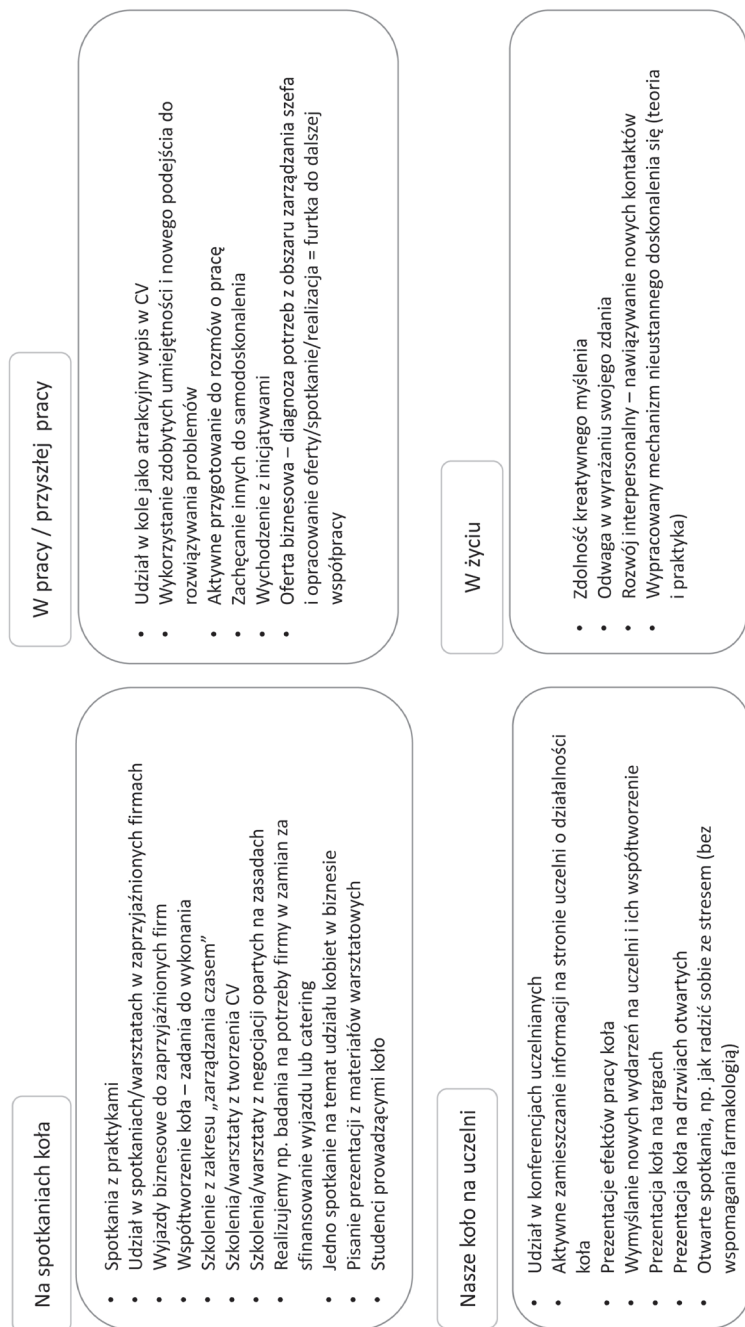 Na spotkaniach koła
• Spotkania z praktykami
• Udział w spotkaniach/warsztatach w zaprzyjaźnionych firmach
• Wyjazdy biznesowe do zaprzyjaźnionych firm
• Współtworzenie koła – zadania do wykonania
• Szkolenie z zakresu „zarządzania czasem”
• Szkolenia/warsztaty z tworzenia CV
• Szkolenia/warsztaty z negocjacji opartych na zasadach
• Realizujemy np. badania na potrzeby firmy w zamian za
sfinansowanie wyjazdu lub catering
• Jedno spotkanie na temat udziału kobiet w biznesie
• Pisanie prezentacji z materiałów warsztatowych
• Studenci prowadzącymi koło
W pracy / przyszłej pracy
• Udział w kole jako atrakcyjny wpis w CV
• Wykorzystanie zdobytych umiejętności i nowego podejścia do
rozwiązywania problemów
• Aktywne przygotowanie do rozmów o pracę
• Zachęcanie innych do samodoskonalenia
• Wychodzenie z inicjatywami
• Oferta biznesowa – diagnoza potrzeb z obszaru zarządzania szefa
i opracowanie oferty/spotkanie/realizacja = furtka do dalszej
współpracy
Nasze koło na uczelni
• Udział w konferencjach uczelnianych
• Aktywne zamieszczanie informacji na stronie uczelni o działalności
koła
• Prezentacje efektów pracy koła
• Wymyślanie nowych wydarzeń na uczelni i ich współtworzenie
• Prezentacja koła na targach
• Prezentacja koła na drzwiach otwartych
• Otwarte spotkania, np. jak radzić sobie ze stresem (bez
wspomagania farmakologią)
W życiu
• Zdolność kreatywnego myślenia
• Odwaga w wyrażaniu swojego zdania
• Rozwój interpersonalny – nawiązywanie nowych kontaktów
• Wypracowany mechanizm nieustannego doskonalenia się (teoria
i praktyka)